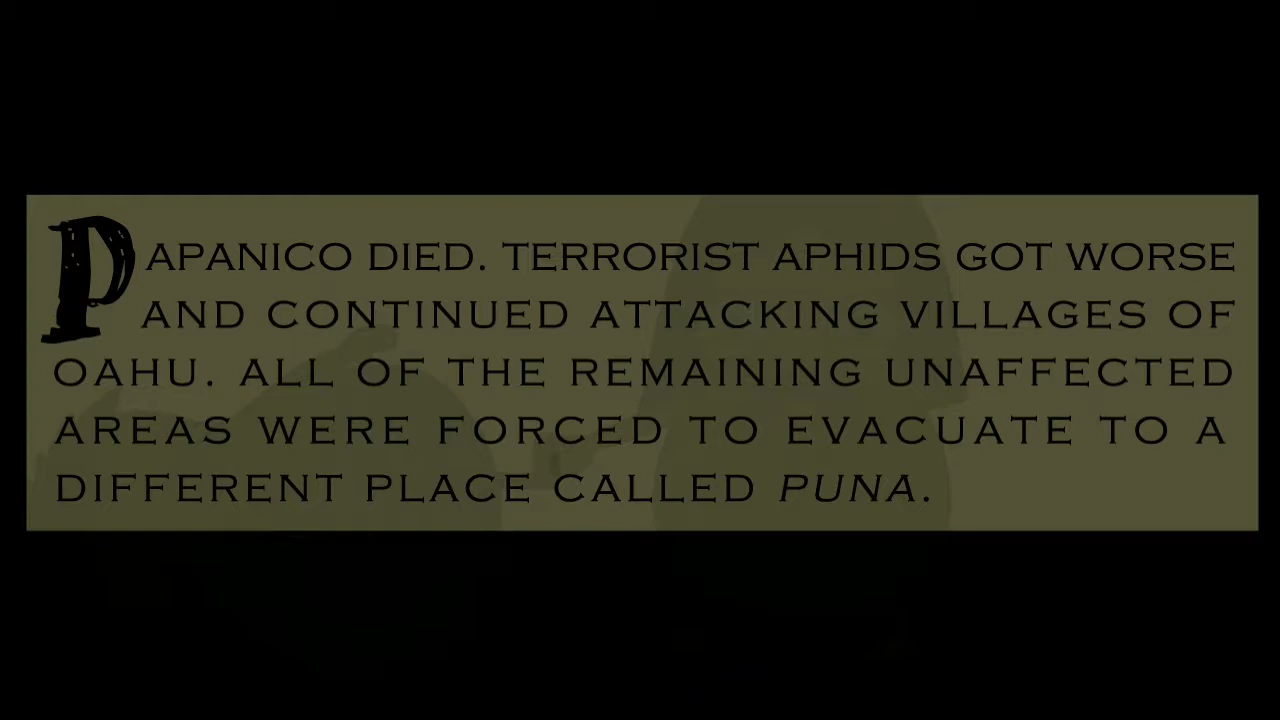 PAPANICO DIED. TERRORIST APHIDS GOT WORSE
AND CONTINUED ATTACKING VILLAGES OF
OAHU. ALL OF THE REMAINING UNAFFECTED
AREAS WERE FORCED TO EVACUATE TO A
DIFFERENT PLACE CALLED PUNA.